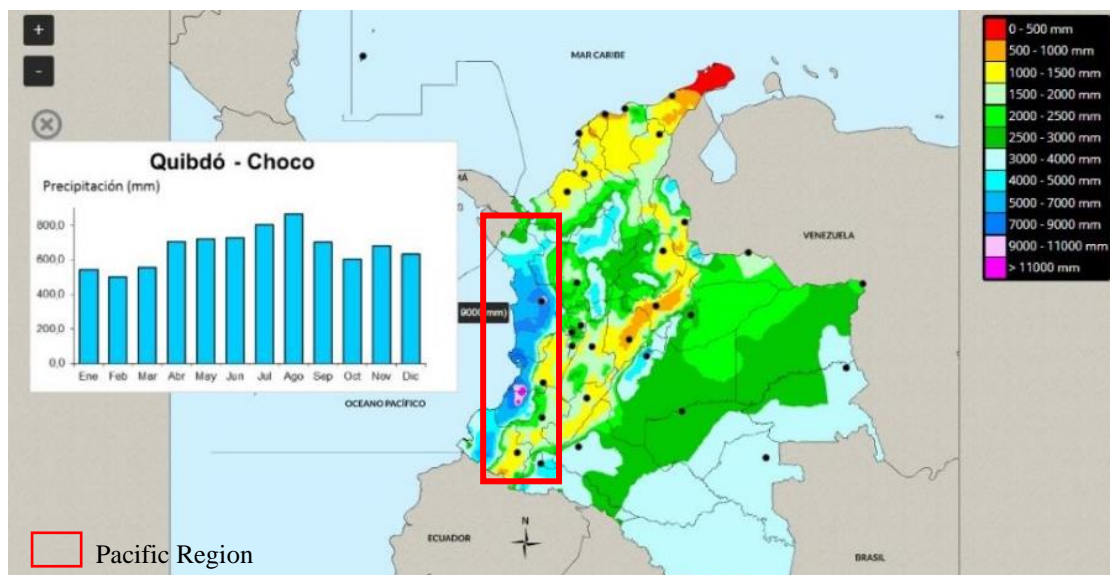 +
-
MAR CARIBE
0 - 500 mm
500 - 1000 mm
1000 - 1500 mm
1500 - 2000 mm
2000 - 2500 mm
2500 - 3000 mm
3000 - 4000 mm
4000 - 5000 mm
5000 - 7000 mm
7000 - 9000 mm
9000 - 11000 mm
> 11000 mm
Quibdó - Choco
Precipitación (mm)
800,0
600,0
400,0
200,0
0,0
Ene Feb Mar Abr May Jun Jul Ago Sep Oct Nov Dic
MÁ
VENEZUELA
9000 mm)
OCEANO PACÍFICO
N
ECUADOR
BRASIL
Pacific Region